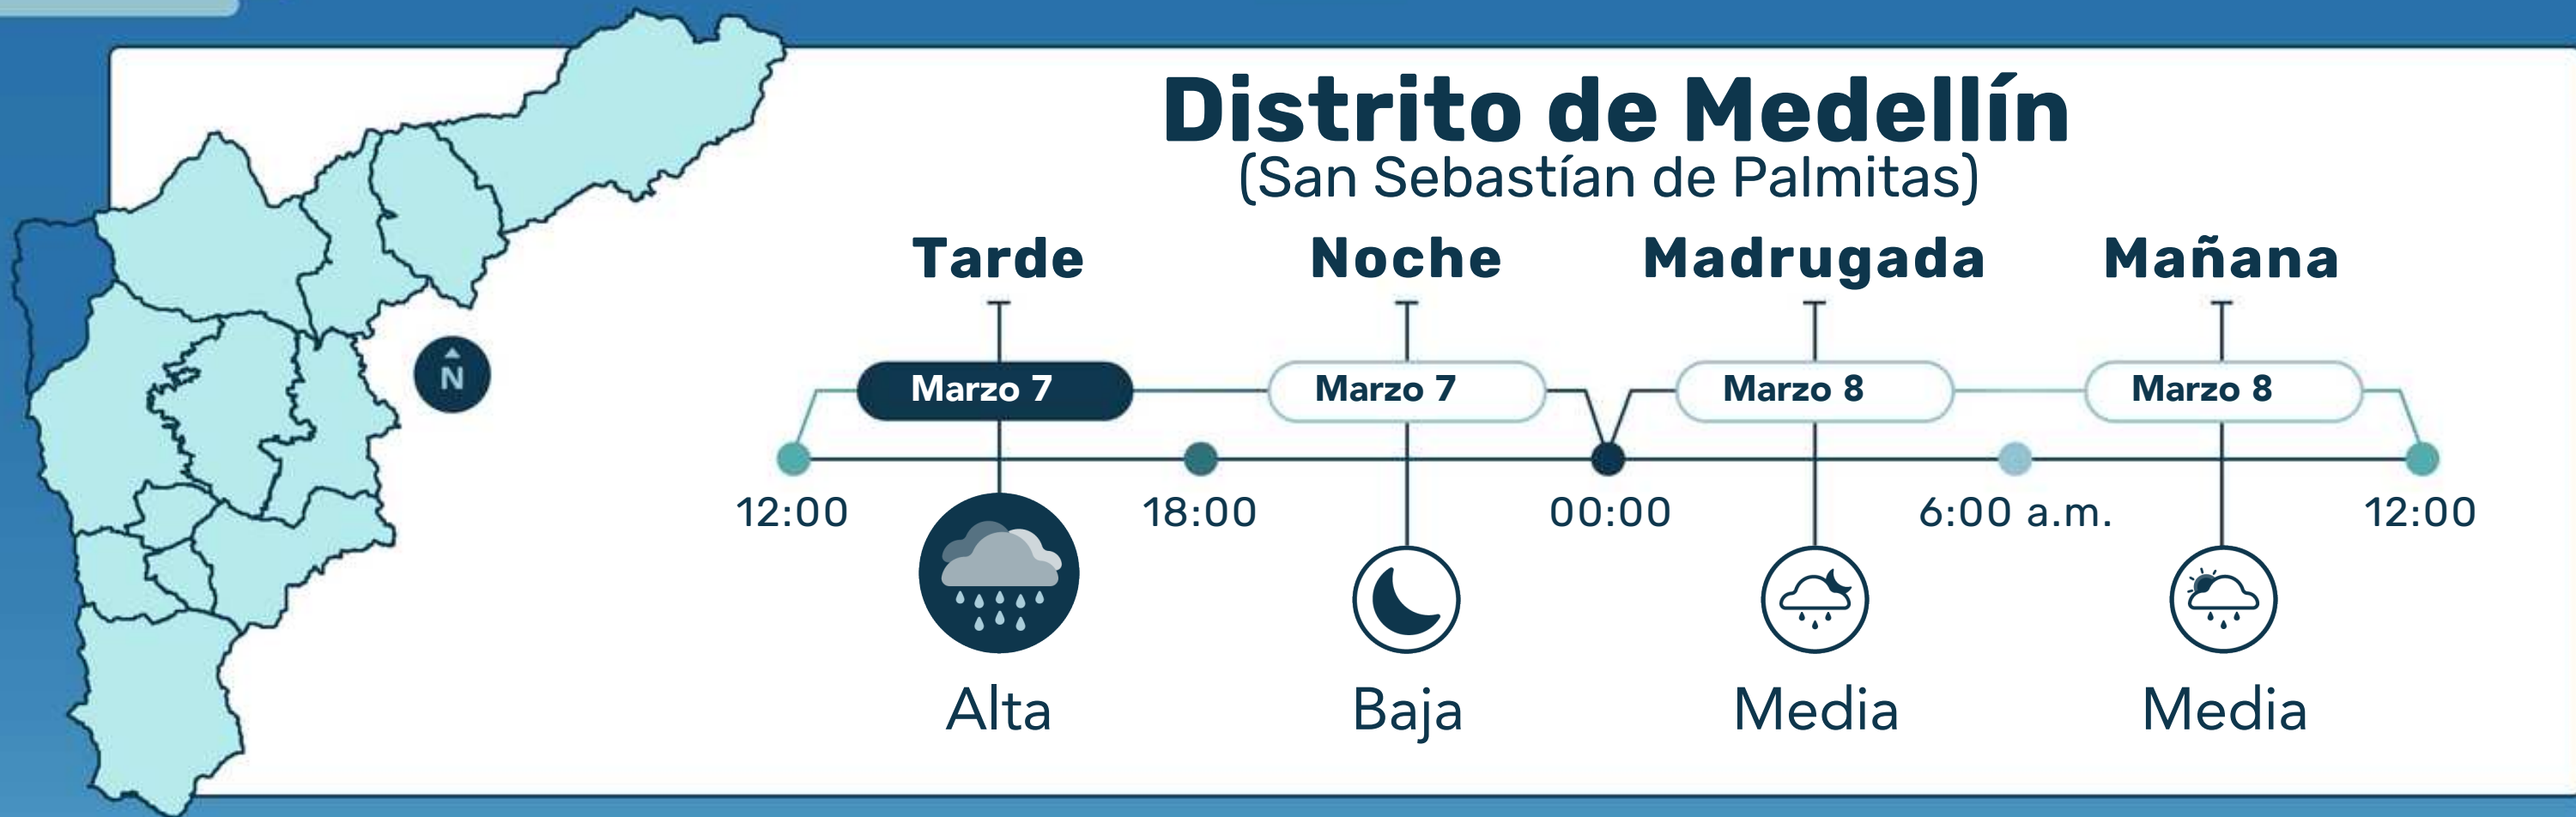 Distrito de Medellín
(San Sebastían de Palmitas)
Tarde Noche Madrugada Mañana
Marzo 7 Marzo 7 Marzo 8 Marzo 8
12:00 18:00 00:00 6:00 a.m. 12:00
N
Alta Baja Media Media